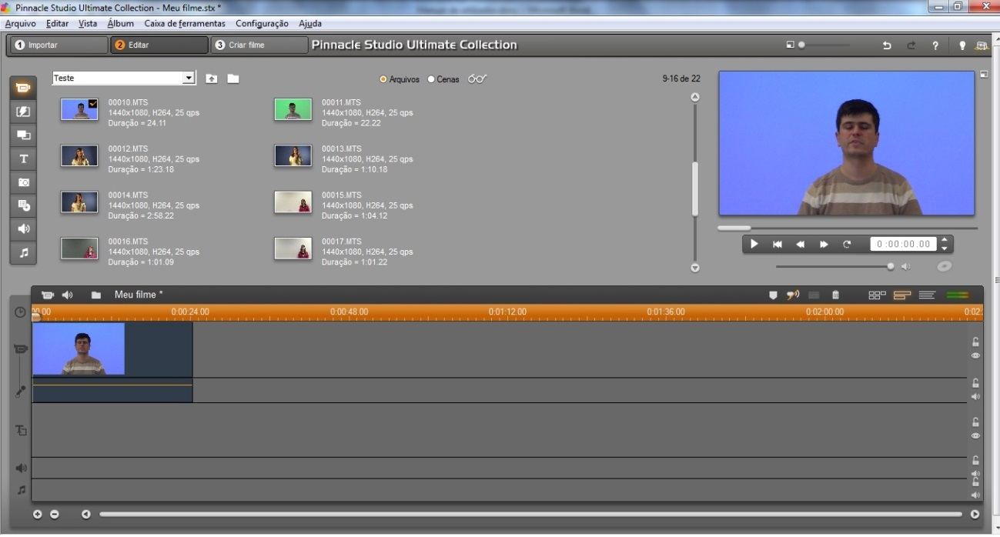 Pinnacle Studio Ultimate Collection - Meu filme.stx *
Arquivo Editar Vista Álbum Caixa de ferramentas Configuração Ajuda
1 Importar 2 Editar 3 Criar filme Pinnacle Studio Ultimate Collection
Teste Arquivos Cenas 9-16 de 22
00010.MTS
1440x1080, H264, 25 qps
Duração = 24.11
00011.MTS
1440x1080, H264, 25 qps
Duração = 22.22
00012.MTS
1440x1080, H264, 25 qps
Duração = 1:23.18
00013.MTS
1440x1080, H264, 25 qps
Duração = 1:10.18
00014.MTS
1440x1080, H264, 25 qps
Duração = 2:58.22
00015.MTS
1440x1080, H264, 25 qps
Duração = 1:04.12
00016.MTS
1440x1080, H264, 25 qps
Duração = 1:01.09
00017.MTS
1440x1080, H264, 25 qps
Duração = 1:01.22
0:00:00.00
Meu filme *
00.00 0:00:24.00 0:00:48.00 0:01:12.00 0:01:36.00 0:02:00.00 0:02: